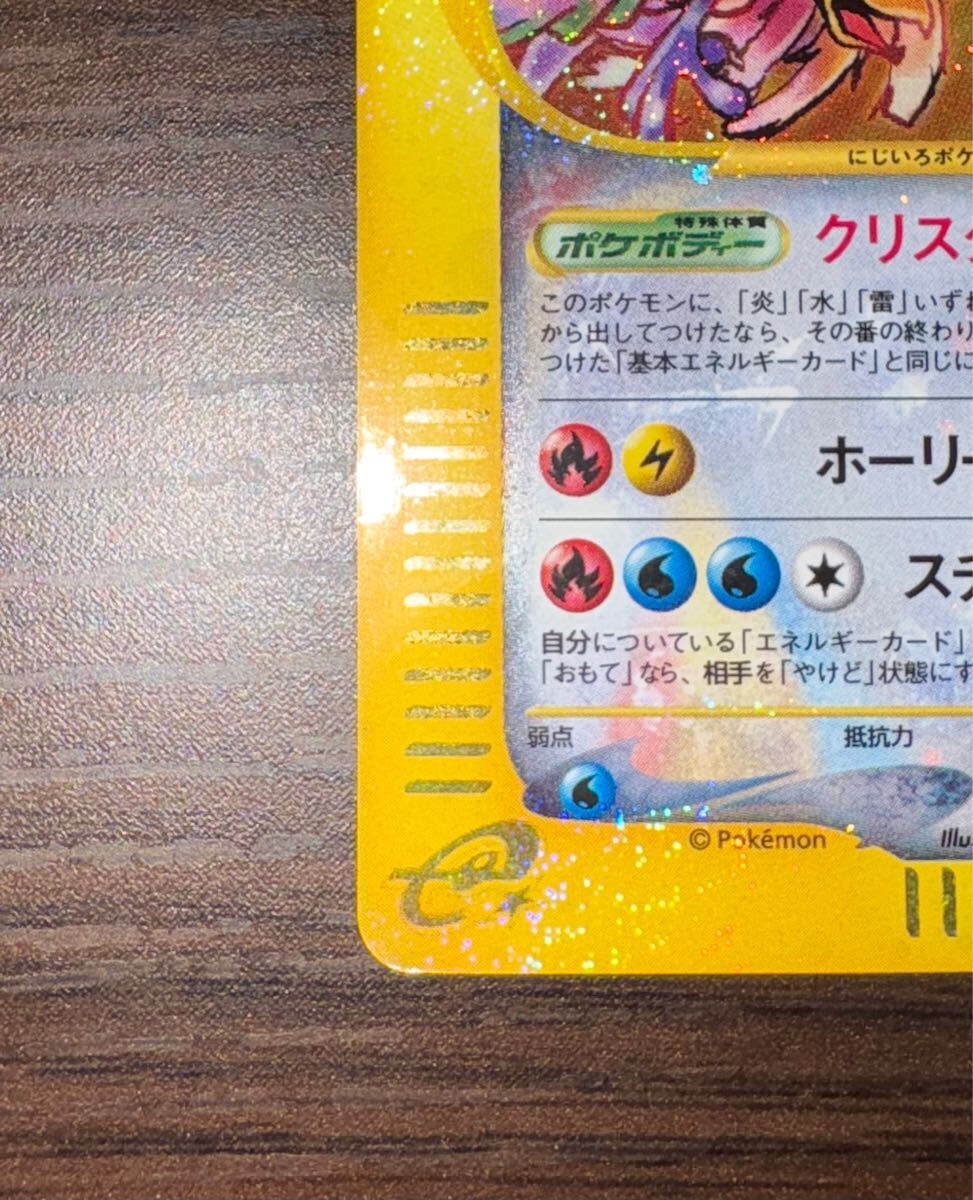 にじいろポケ
特殊体質
ポケボディー
クリスタ
このポケモンに、「炎」「水」「雷」いずれ
から出してつけたなら、その番の終わり
つけた「基本エネルギーカード」と同じに
ホーリー
スチ
自分についている「エネルギーカード」
「おもて」なら、相手を「やけど」状態にす
弱点
抵抗力
© Pokémon
Illus
e